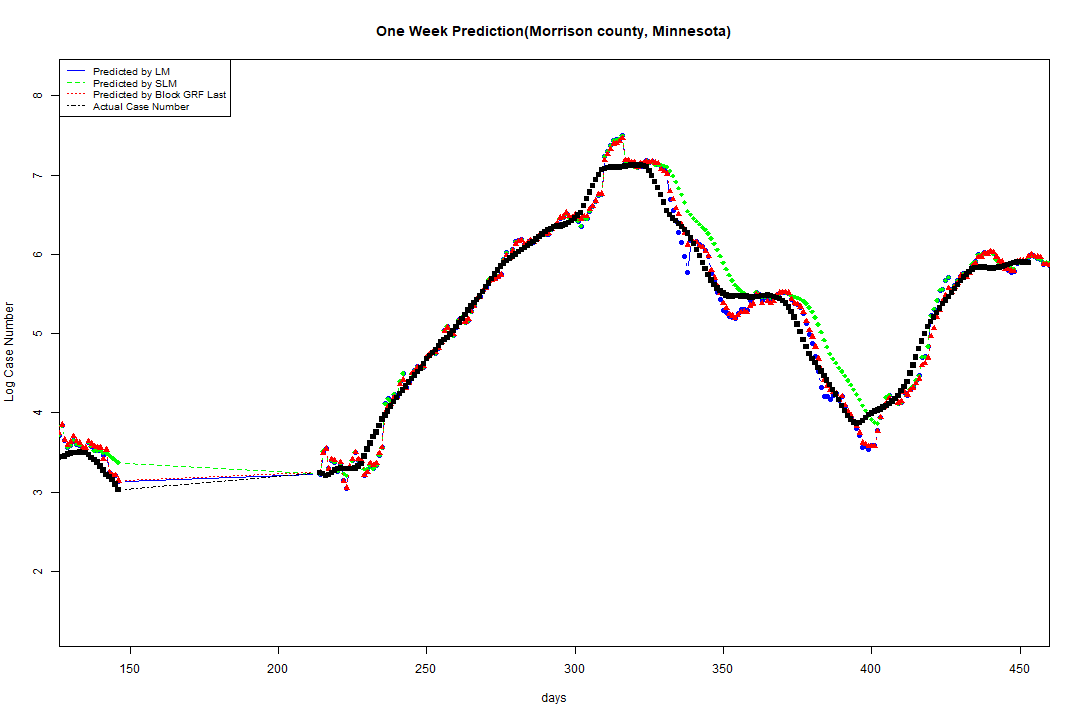 One Week Prediction(Morrison county, Minnesota)
Predicted by LM
Predicted by SLM
Predicted by Block GRF Last
Actual Case Number
8
7
6
5
4
3
2
Log Case Number
150 200 250 300 350 400 450
days